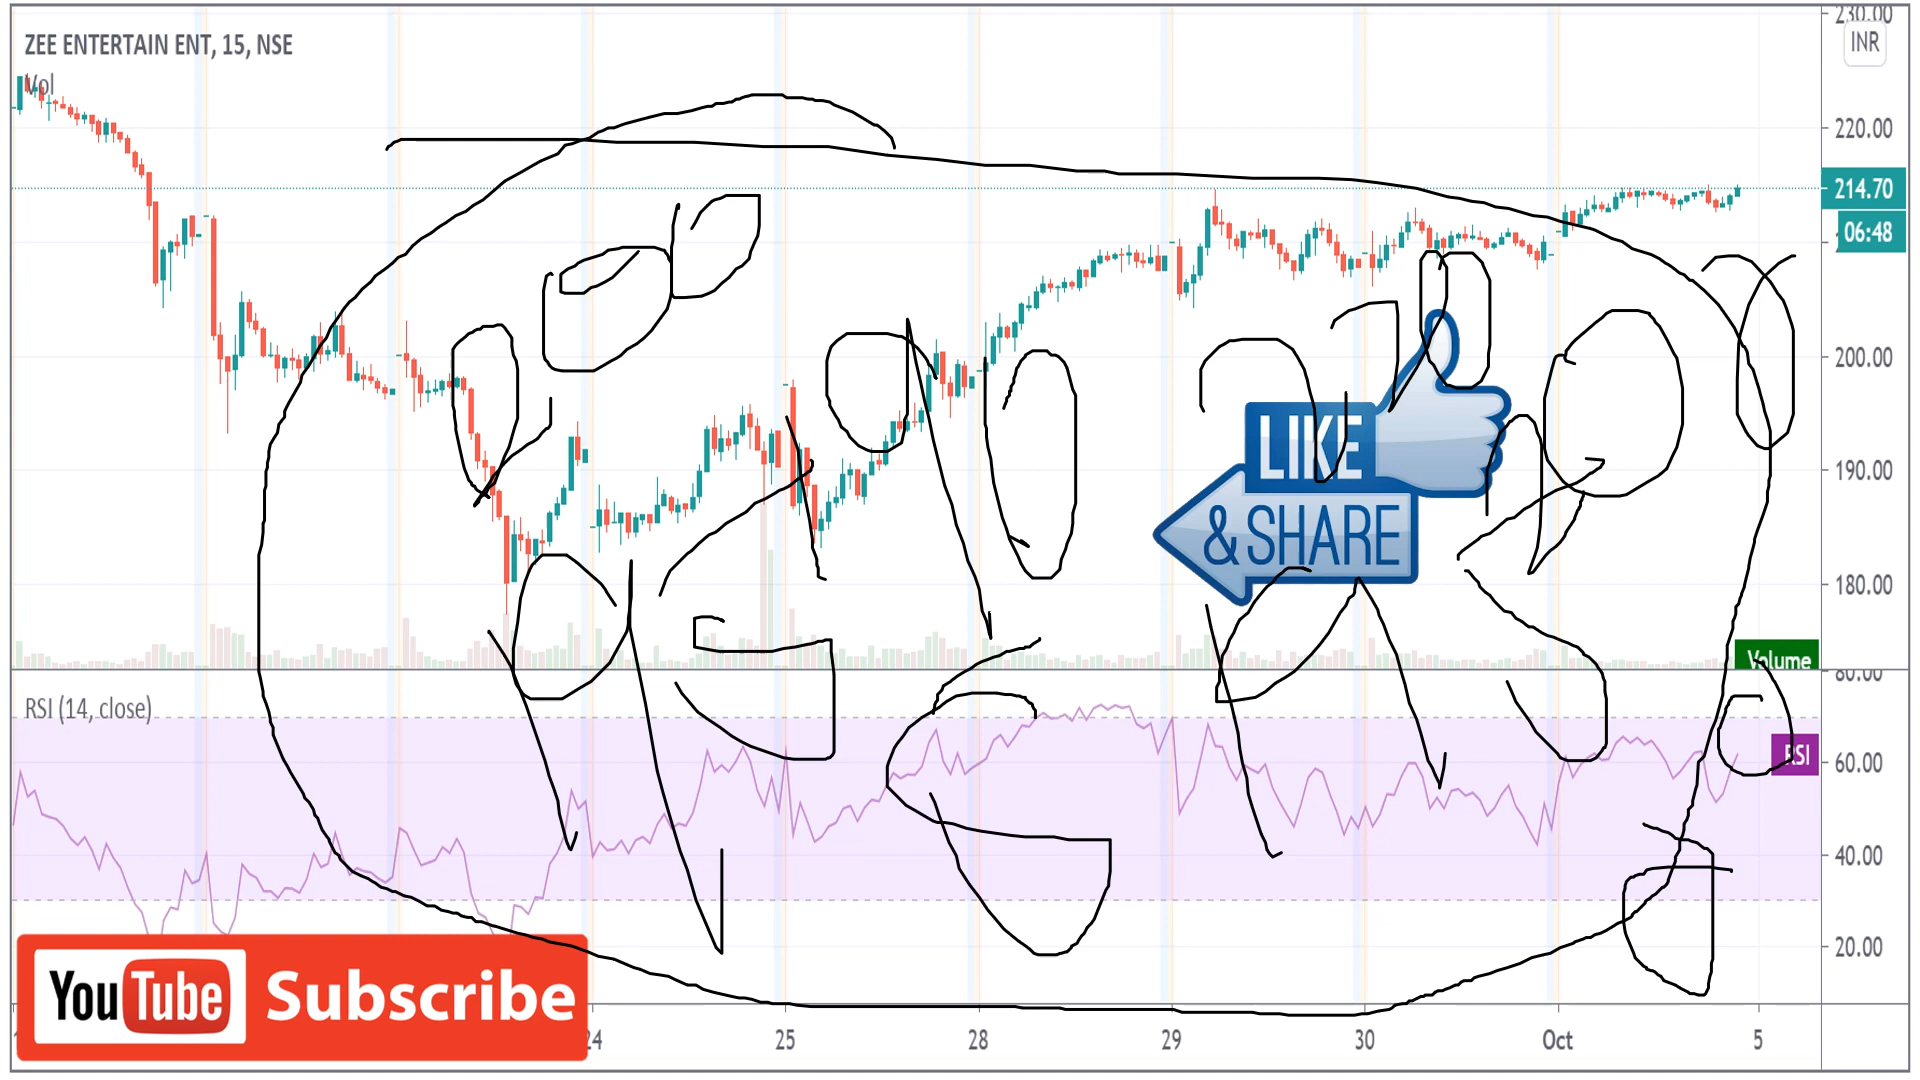 ZEE ENTERTAIN ENT, 15, NSE
Vol
230.00
INR
220.00
214.70
06:48
200.00
190.00
180.00
LIKE
& SHARE
Volume
80.00
RSI (14, close)
RSI
60.00
40.00
20.00
YouTube Subscribe
24 25 28 29 30 Oct 5